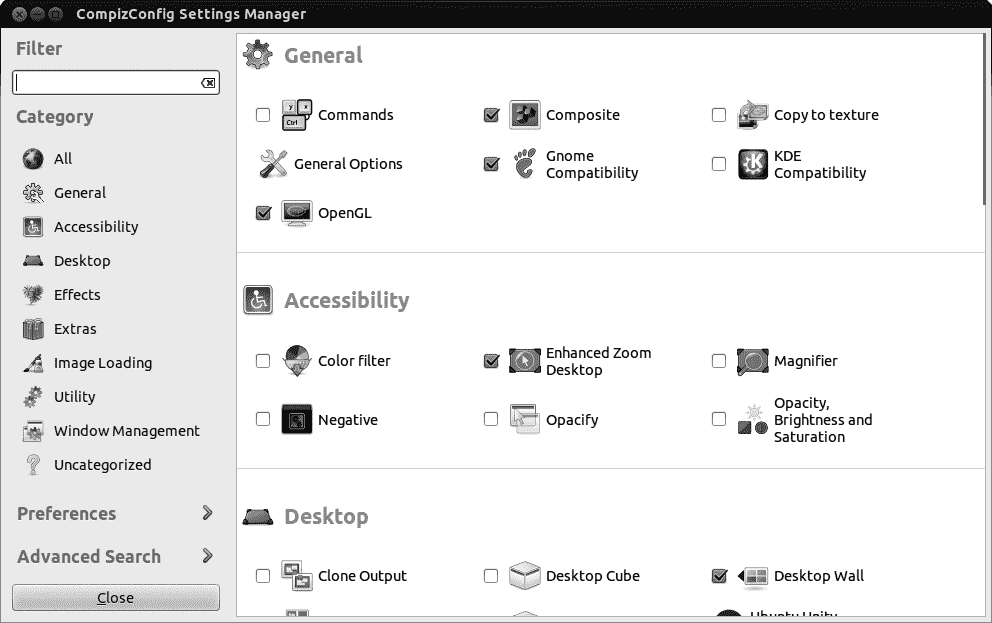 CompizConfig Settings Manager
Filter
Category
All
General
Accessibility
Desktop
Effects
Extras
Image Loading
Utility
Window Management
Uncategorized
Preferences
Advanced Search
Close
General
Commands
Composite
Copy to texture
General Options
Gnome
Compatibility
KDE
Compatibility
OpenGL
Accessibility
Color filter
Enhanced Zoom
Desktop
Magnifier
Negative
Opacify
Opacity,
Brightness and
Saturation
Desktop
Clone Output
Desktop Cube
Desktop Wall
Ubuntu Unity